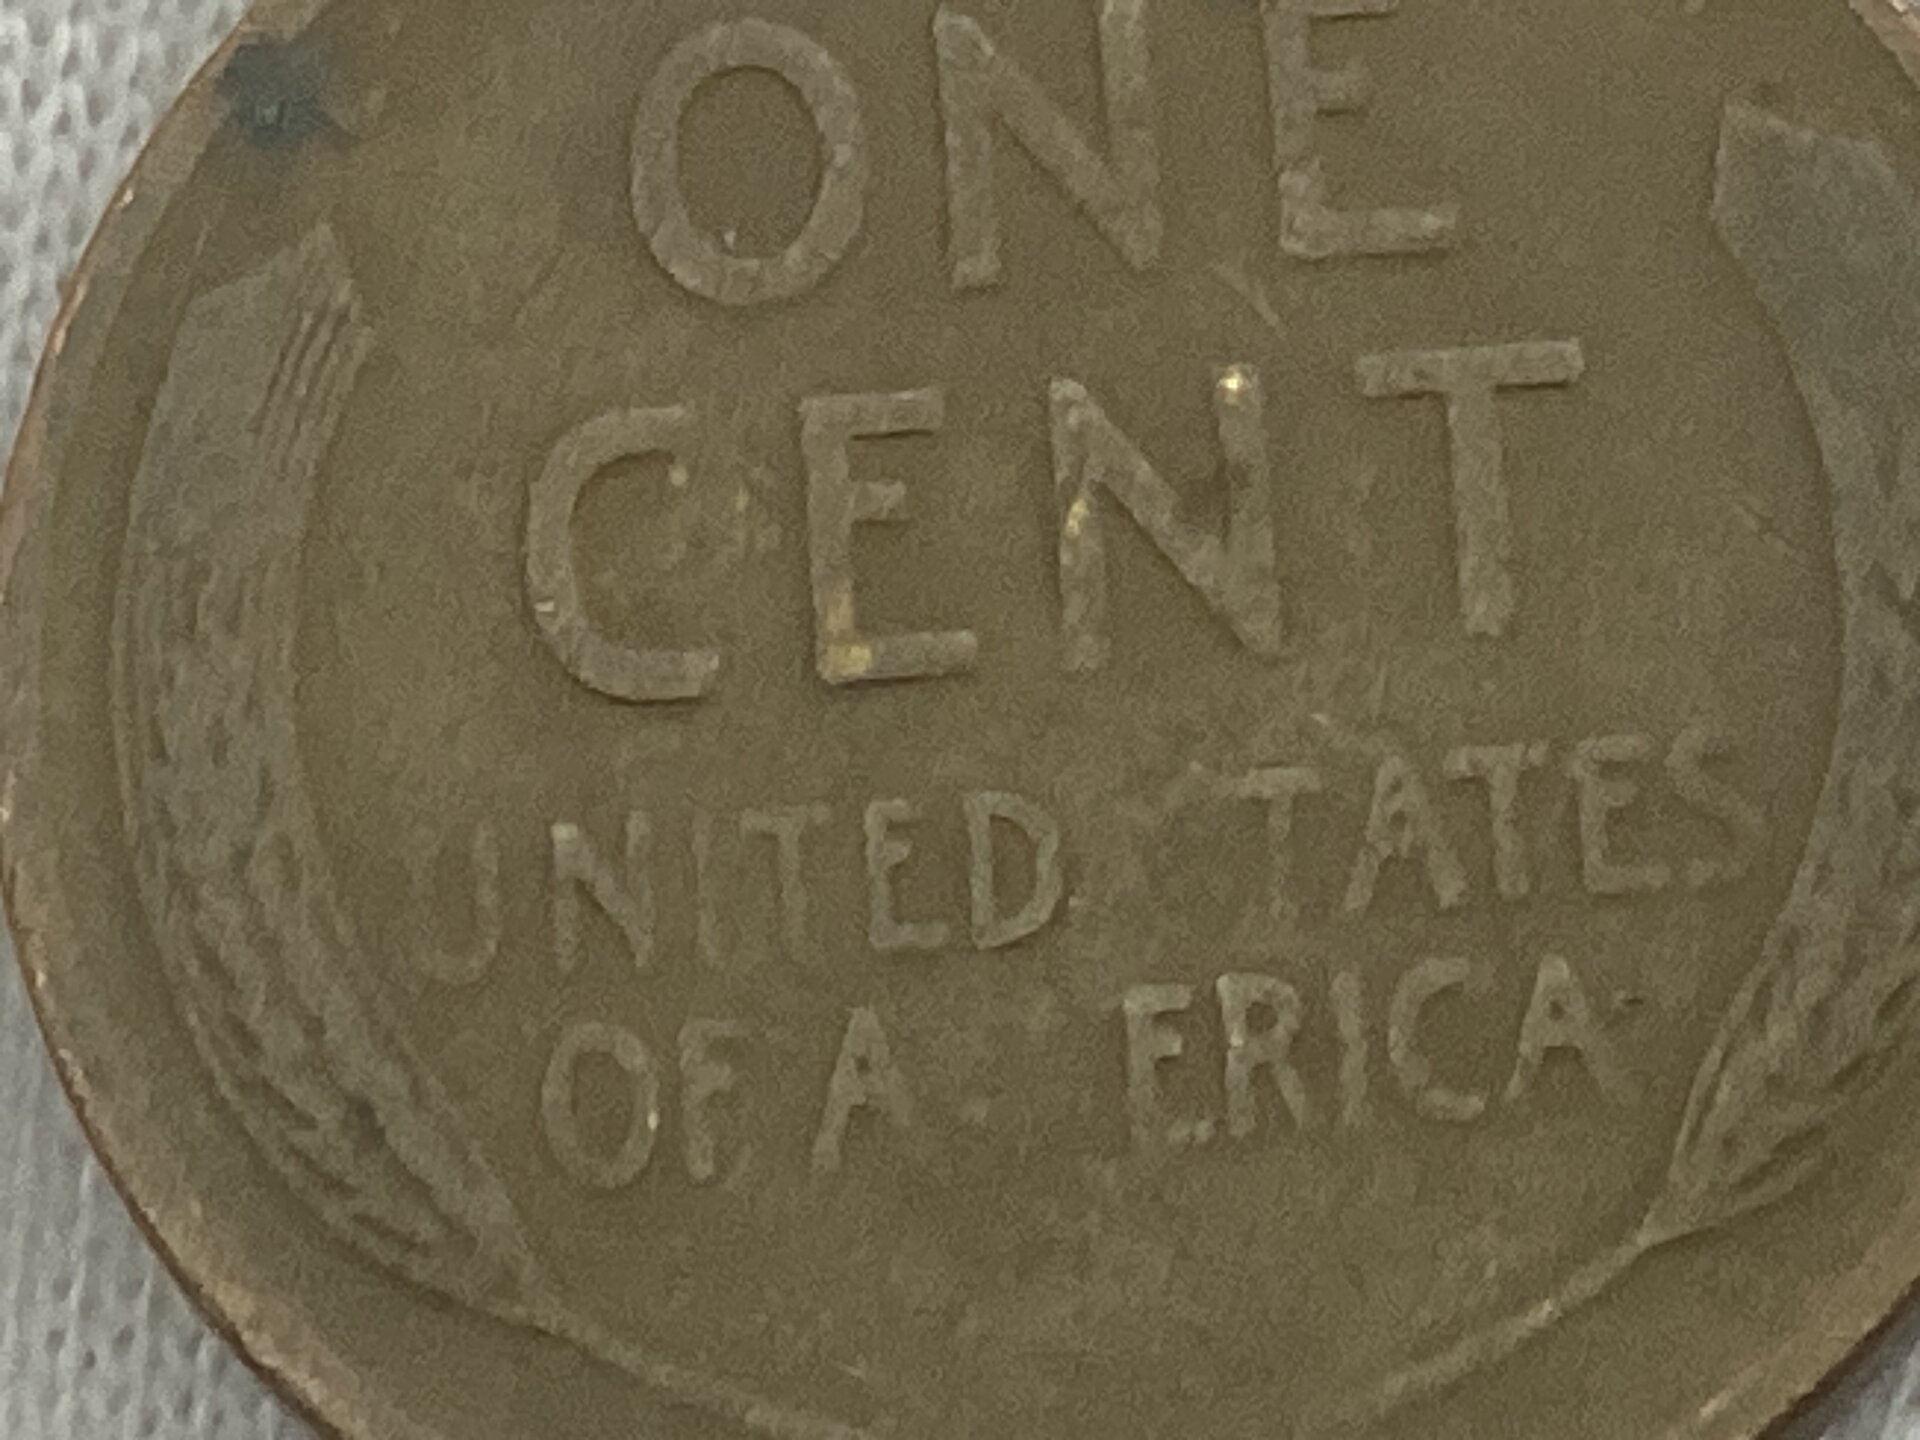 ONE
CENT
UNITED TATES
OF A ERICA